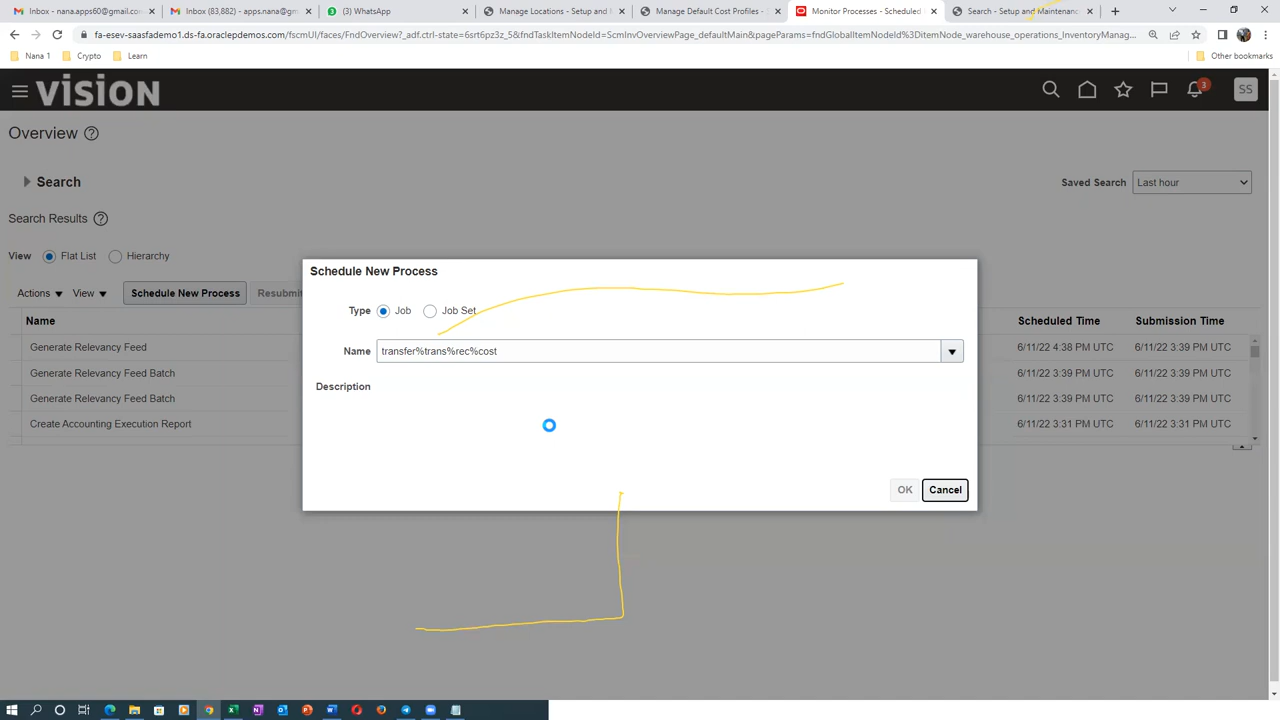 Inbox - nana.apps60@gmail.com
Inbox (83,882) - apps.nana@gm
(3) WhatsApp
Manage Locations - Setup and
Manage Default Cost Profiles - S
Monitor Processes - Scheduled
Search - Setup and Maintenance
fa-esev-saasfademo1.ds-fa.oraclepdemos.com/fscmUI/faces/FndOverview?_adf.ctrl-state=6srt6pz3z_5&fndTaskItemNodeId=ScmInvOverviewPage_defaultMain&pageParams=fndGlobalItemNodeId%3DitemNode_warehouse_operations_InventoryManag...
Nana 1
Crypto
Learn
Other bookmarks
VISION
3
SS
Overview
Search
Saved Search
Last hour
Search Results
View
Flat List
Hierarchy
Actions
View
Schedule New Process
Resubmi
Name
Scheduled Time
Submission Time
Generate Relevancy Feed
6/11/22 4:38 PM UTC
6/11/22 3:39 PM UTC
Generate Relevancy Feed Batch
6/11/22 3:39 PM UTC
6/11/22 3:39 PM UTC
Generate Relevancy Feed Batch
6/11/22 3:39 PM UTC
6/11/22 3:39 PM UTC
Create Accounting Execution Report
6/11/22 3:31 PM UTC
6/11/22 3:31 PM UTC
Schedule New Process
Type
Job
Job Set
Name
transfer%trans%rec%cost
Description
OK
Cancel